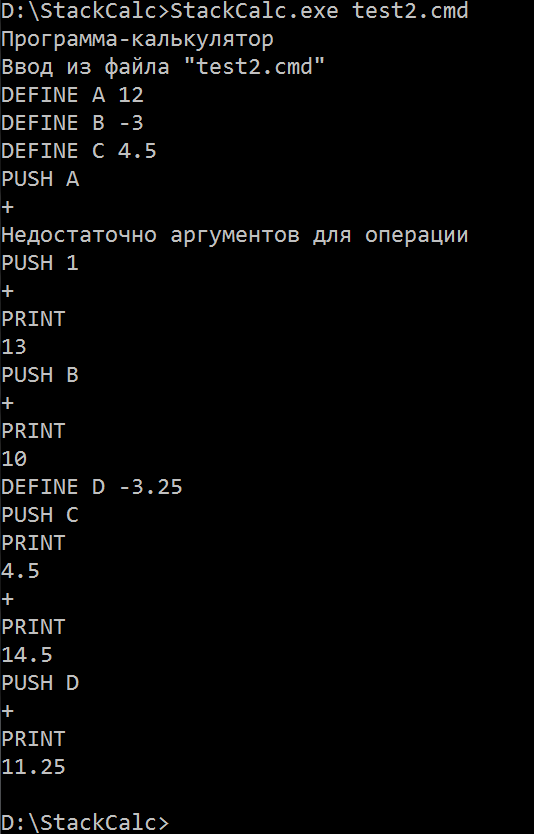 D:\StackCalc>StackCalc.exe test2.cmd
Программа-калькулятор
Ввод из файла "test2.cmd"
DEFINE A 12
DEFINE B -3
DEFINE C 4.5
PUSH A
+
Недостаточно аргументов для операции
PUSH 1
+
PRINT
13
PUSH B
+
PRINT
10
DEFINE D -3.25
PUSH C
PRINT
4.5
+
PRINT
14.5
PUSH D
+
PRINT
11.25
D:\StackCalc>